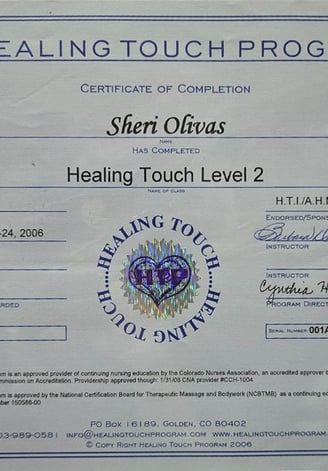 EALING TOUCH PROG
CERTIFICATE OF COMPLETION
Sheri Olivas
NAME
HAS COMPLETED
Healing Touch Level 2
NAME OF CLASS
H.T.I./A.H.N
-24, 2006
ENDORSED/SPONS
INSTRUCTOR
HEALING TOUCH....HEALING TOUCH....
HTP
INSTRUCTOR
Cynthia H
PROGRAM DIRECT
RDED
SERIAL NUMBER: 001A
m is an approved provider of continuing nursing education by the Colorado Nurses Association, an accredited approver b
mmission on Accreditation. Providership approved though: 1/31/08 CNA provider #CCH-1004
m is approved by the National Certification Board for Therapeutic Massage and Bodywork (NCBTMB) as a continuing ed
mber 150586-00
PO BOX 16189, GOLDEN, CO 80402
03-989-0581 INFO@HEALINGTOUCHPROGRAM.COM WWW.HEALINGTOUCHPROGRAM.
© COPY RIGHT HEALING TOUCH PROGRAM 2006